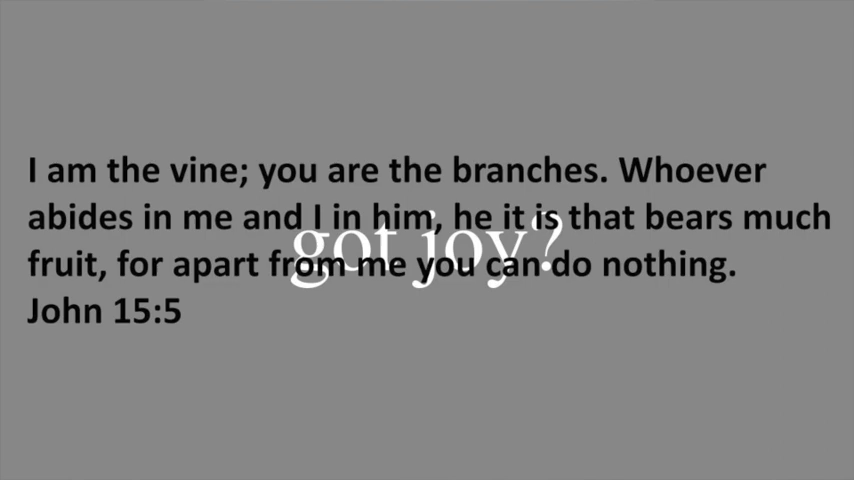 I am the vine; you are the branches. Whoever
abides in me and I in him, he it is that bears much
got joy?
fruit, for apart from me you can do nothing.
John 15:5